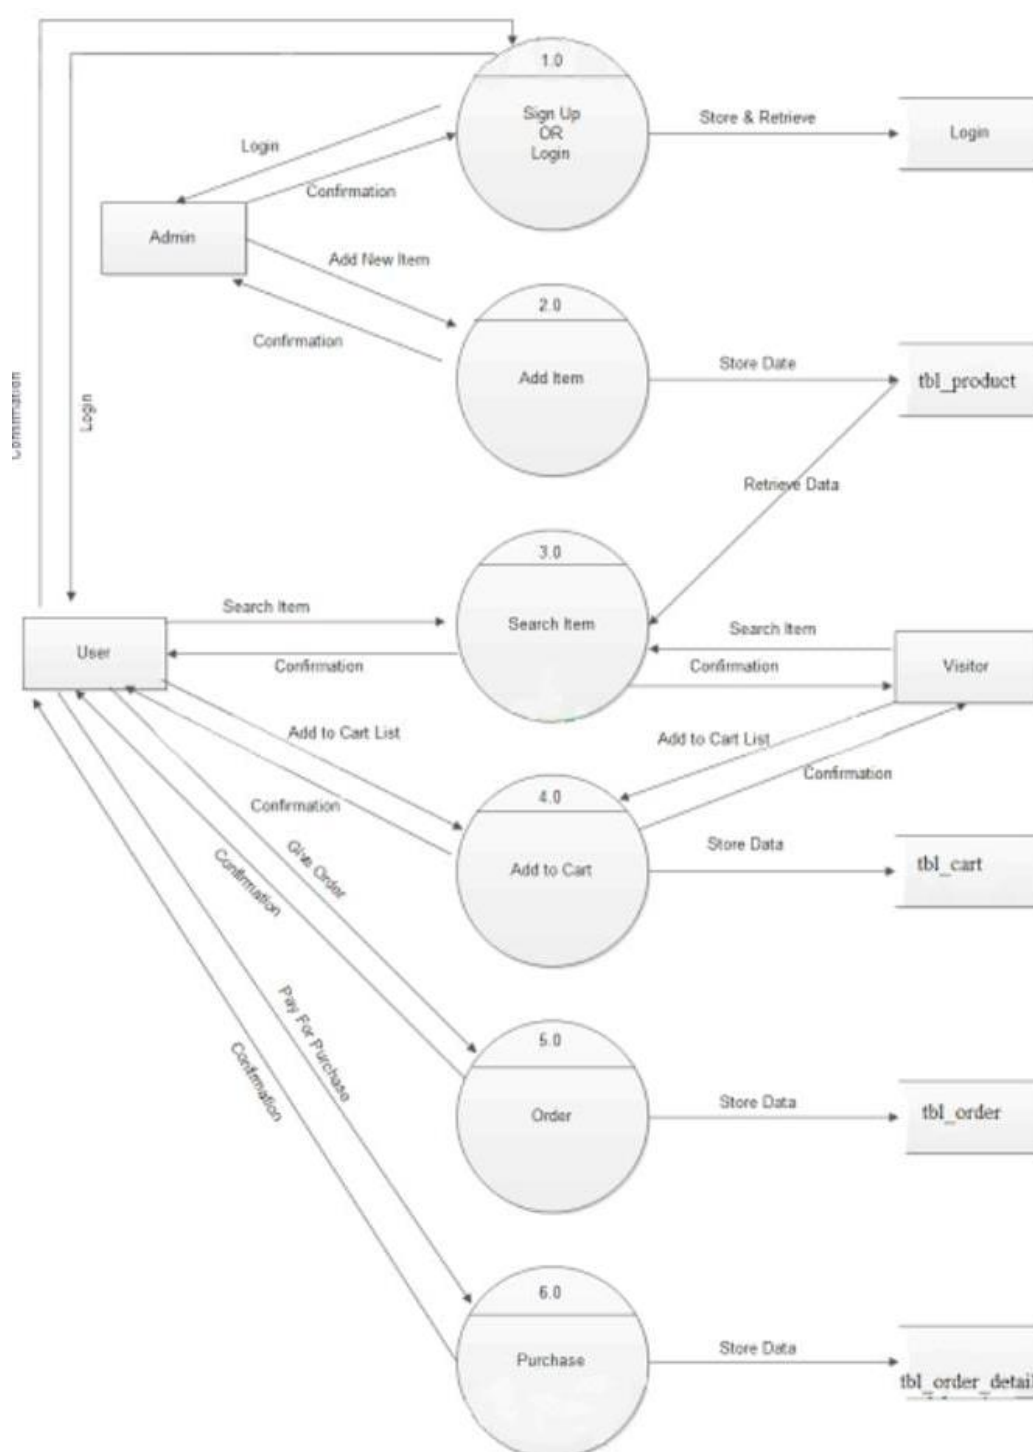 1.0
Sign Up
OR
Login
Store & Retrieve
Login
Login
Confirmation
Admin
Add New Item
Confirmation
2.0
Add Item
Store Date
tbl_product
Confirmation
Login
Retrieve Data
3.0
Search Item
Search Item
Confirmation
User
Search Item
Confirmation
Visitor
Add to Cart List
Confirmation
Add to Cart List
Confirmation
4.0
Add to Cart
Store Data
tbl_cart
Give Order
Confirmation
5.0
Order
Store Data
tbl_order
Pay For Purchase
Confirmation
6.0
Purchase
Store Data
tbl_order_detail